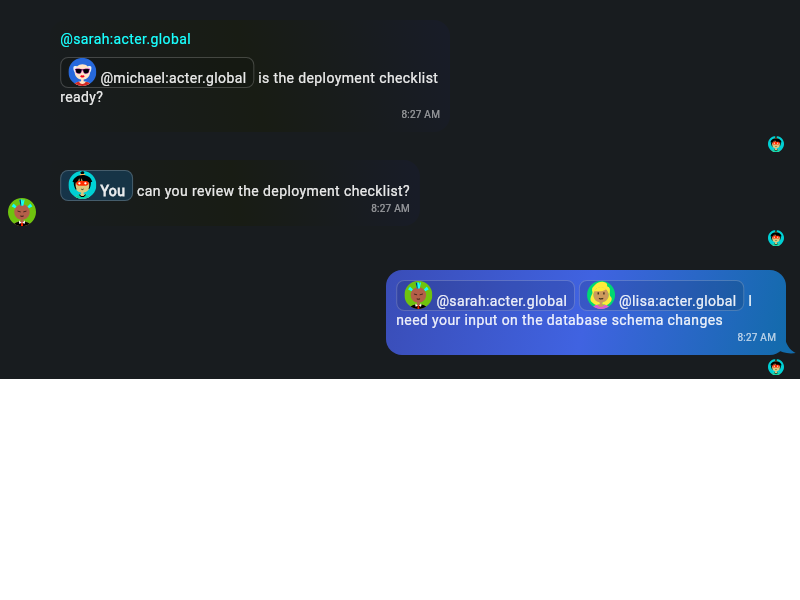 @sarah:acter.global
@michael:acter.global is the deployment checklist
ready?
8:27 AM
You can you review the deployment checklist?
8:27 AM
@sarah:acter.global @lisa:acter.global I
need your input on the database schema changes
8:27 AM